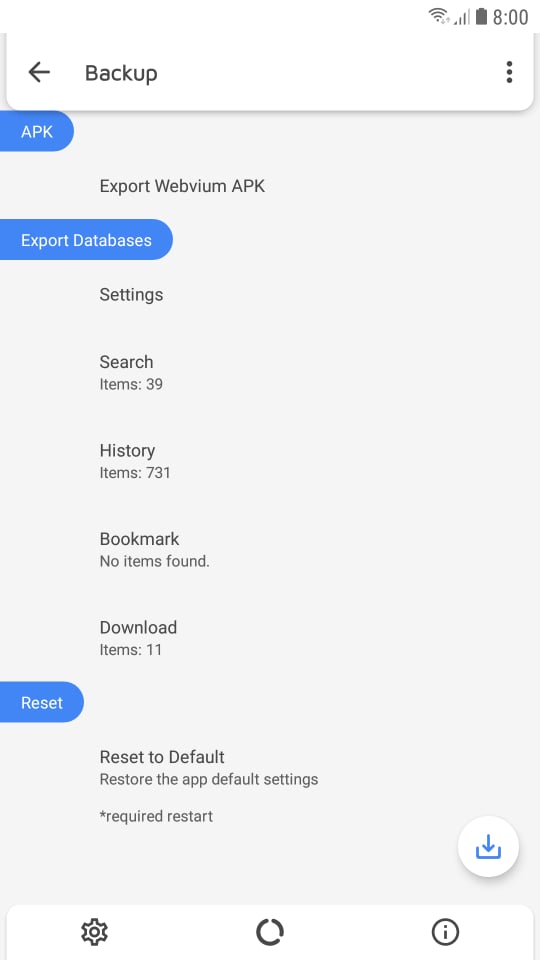 8:00
Backup
APK
Export Webvium APK
Export Databases
Settings
Search
Items: 39
History
Items: 731
Bookmark
No items found.
Download
Items: 11
Reset
Reset to Default
Restore the app default settings
*required restart